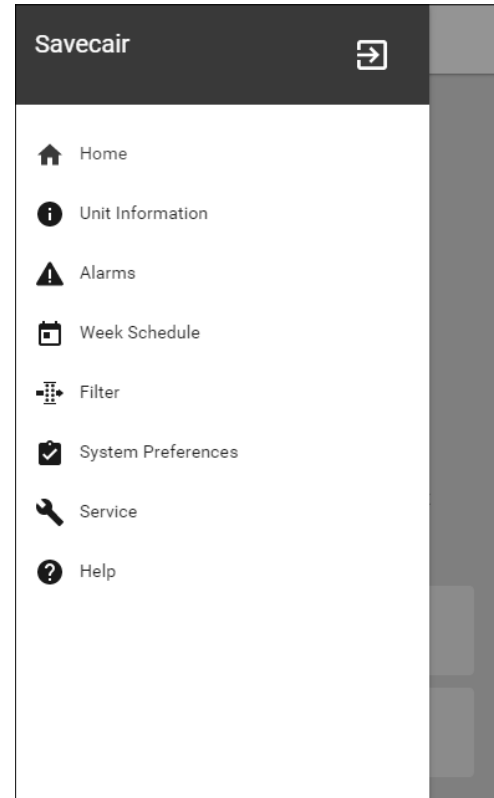 Savecair
Home
Unit Information
Alarms
Week Schedule
Filter
System Preferences
Service
Help